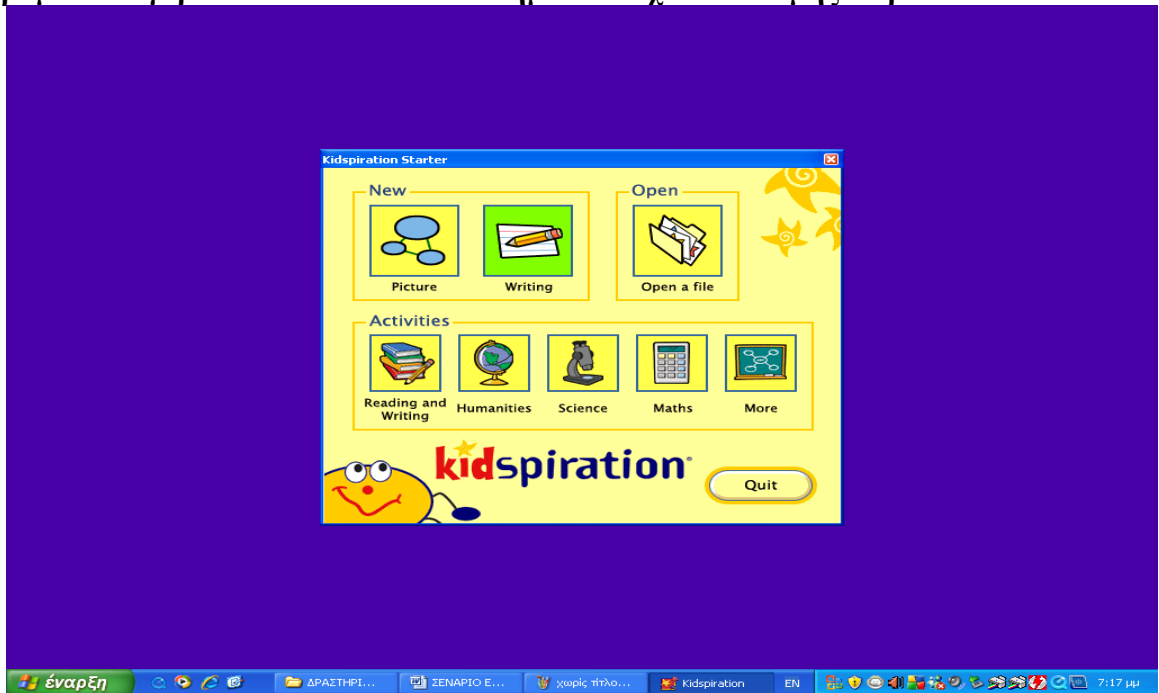 Kidspiration Starter
New
Open
Picture
Writing
Open a file
Activities
Reading and
Writing
Humanities
Science
Maths
More
kidspiration
Quit
έναρξη
ΔΡΑΣΤΗΡΙ...
ΣΕΝΑΡΙΟ Ε...
χωρίς τίτλο...
Kidspiration
EN
7:17 μμ